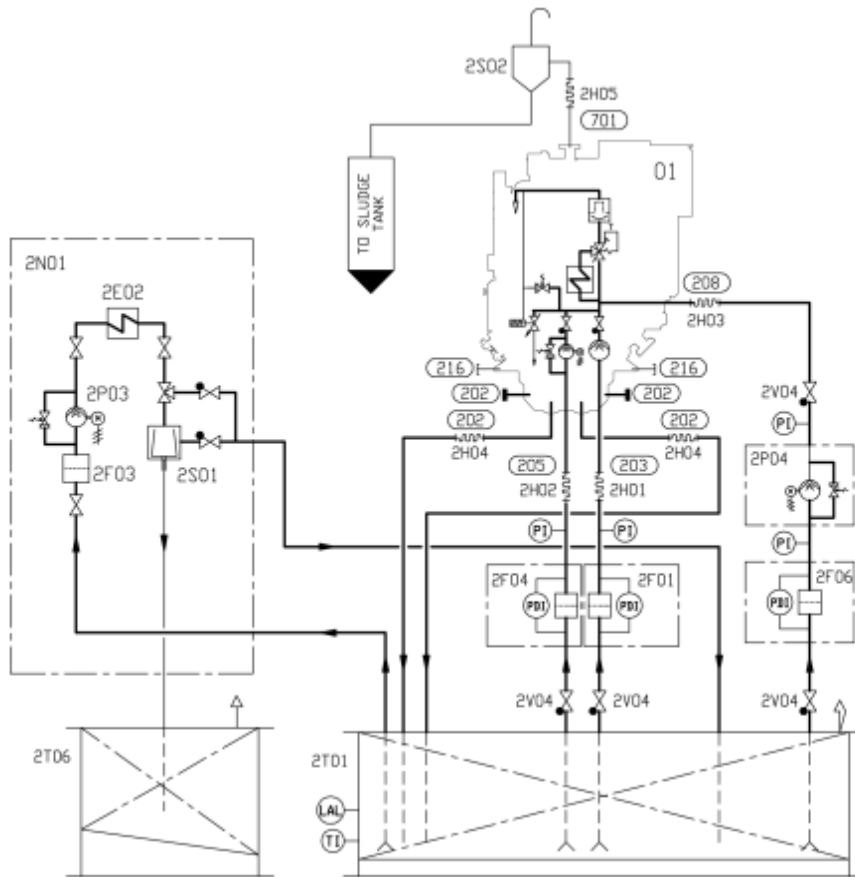 2S02
2H05
701
01
TO SLUDGE
TANK
2N01
2E02
208
2H03
216
216
2P03
202
202
2V04
PI
202
202
2S01
2H04
2H04
2P04
2F03
205
203
2H02
2H01
PI
PI
PI
2F04
2F01
2F06
PDI
PDI
PDI
2V04
2V04
2V04
2T06
2T01
LAL
TI